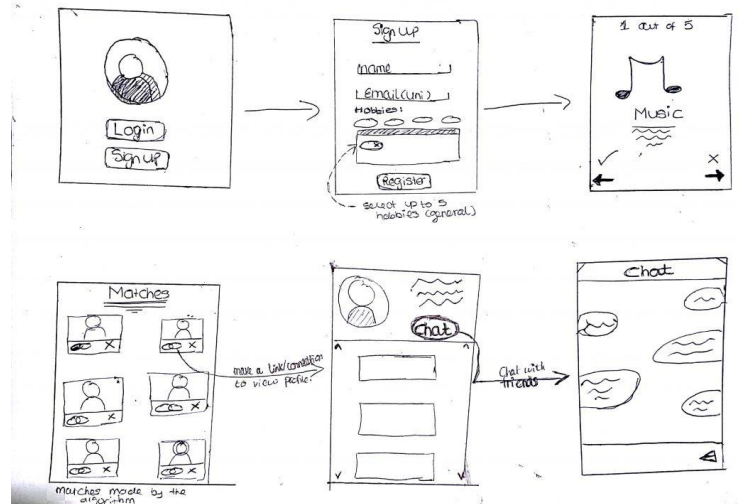 Login
Sign up
Sign up
name
Email(uni)
Hobbies:
Register
select up to 5
hobbies (general)
1 out of 5
Music
Matches
matches made by the
algorithm
make a link/connection
to view profile.
Chat
Chat with
friends
Chat